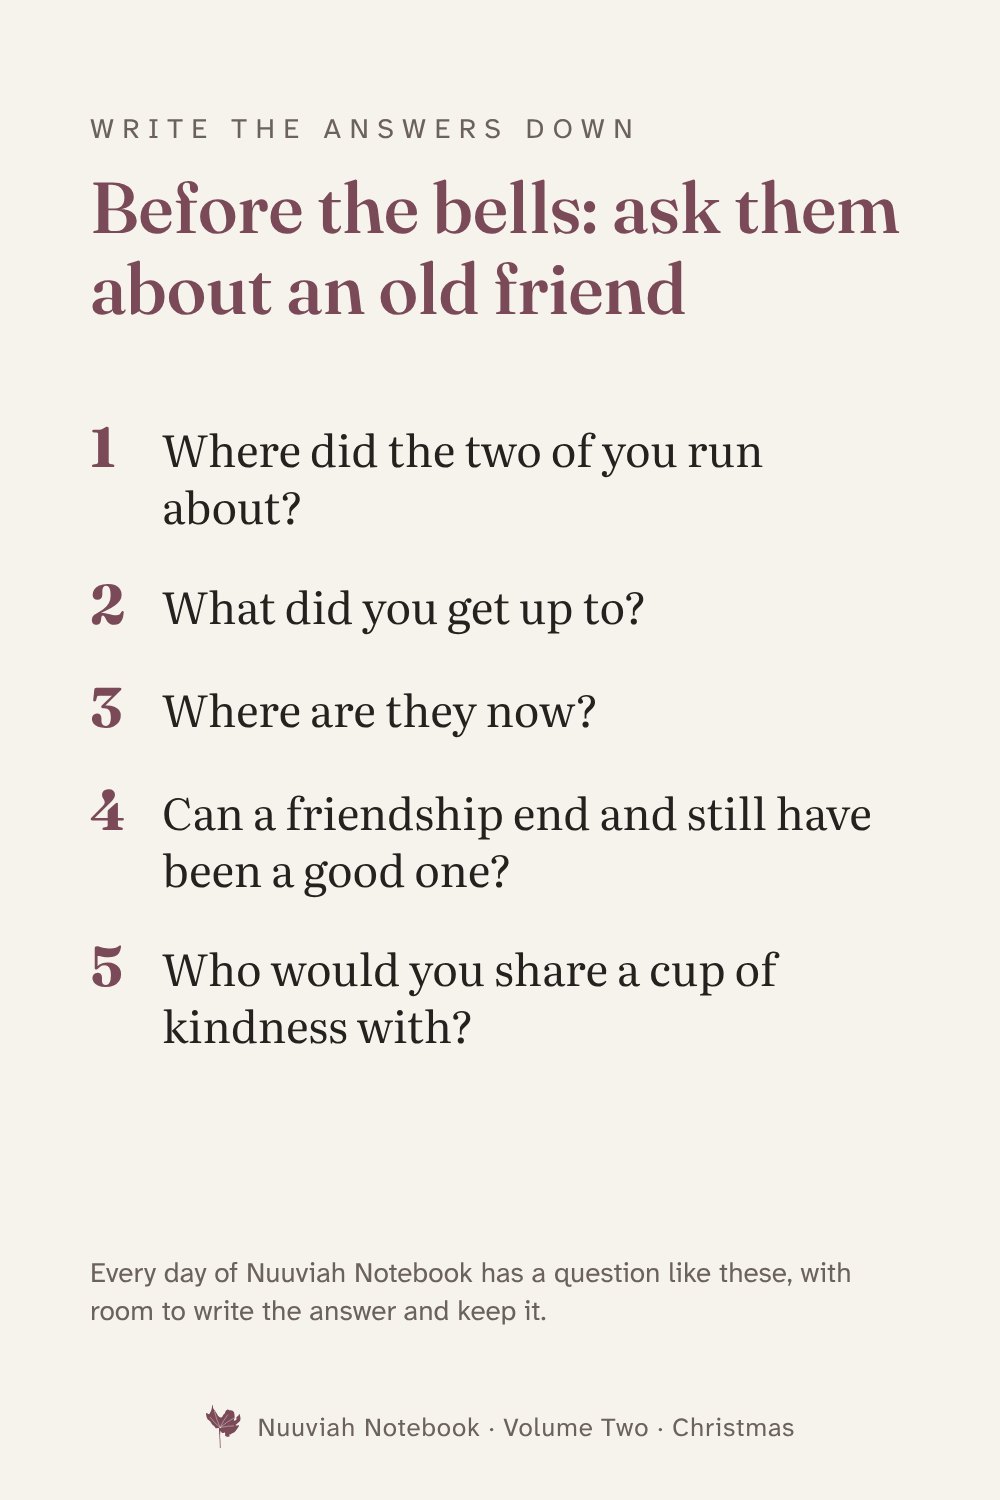 WRITE THE ANSWERS DOWN
Before the bells: ask them
about an old friend
1 Where did the two of you run
about?
2 What did you get up to?
3 Where are they now?
4 Can a friendship end and still have
been a good one?
5 Who would you share a cup of
kindness with?
Every day of Nuuviah Notebook has a question like these, with
room to write the answer and keep it.
Nuuviah Notebook · Volume Two · Christmas